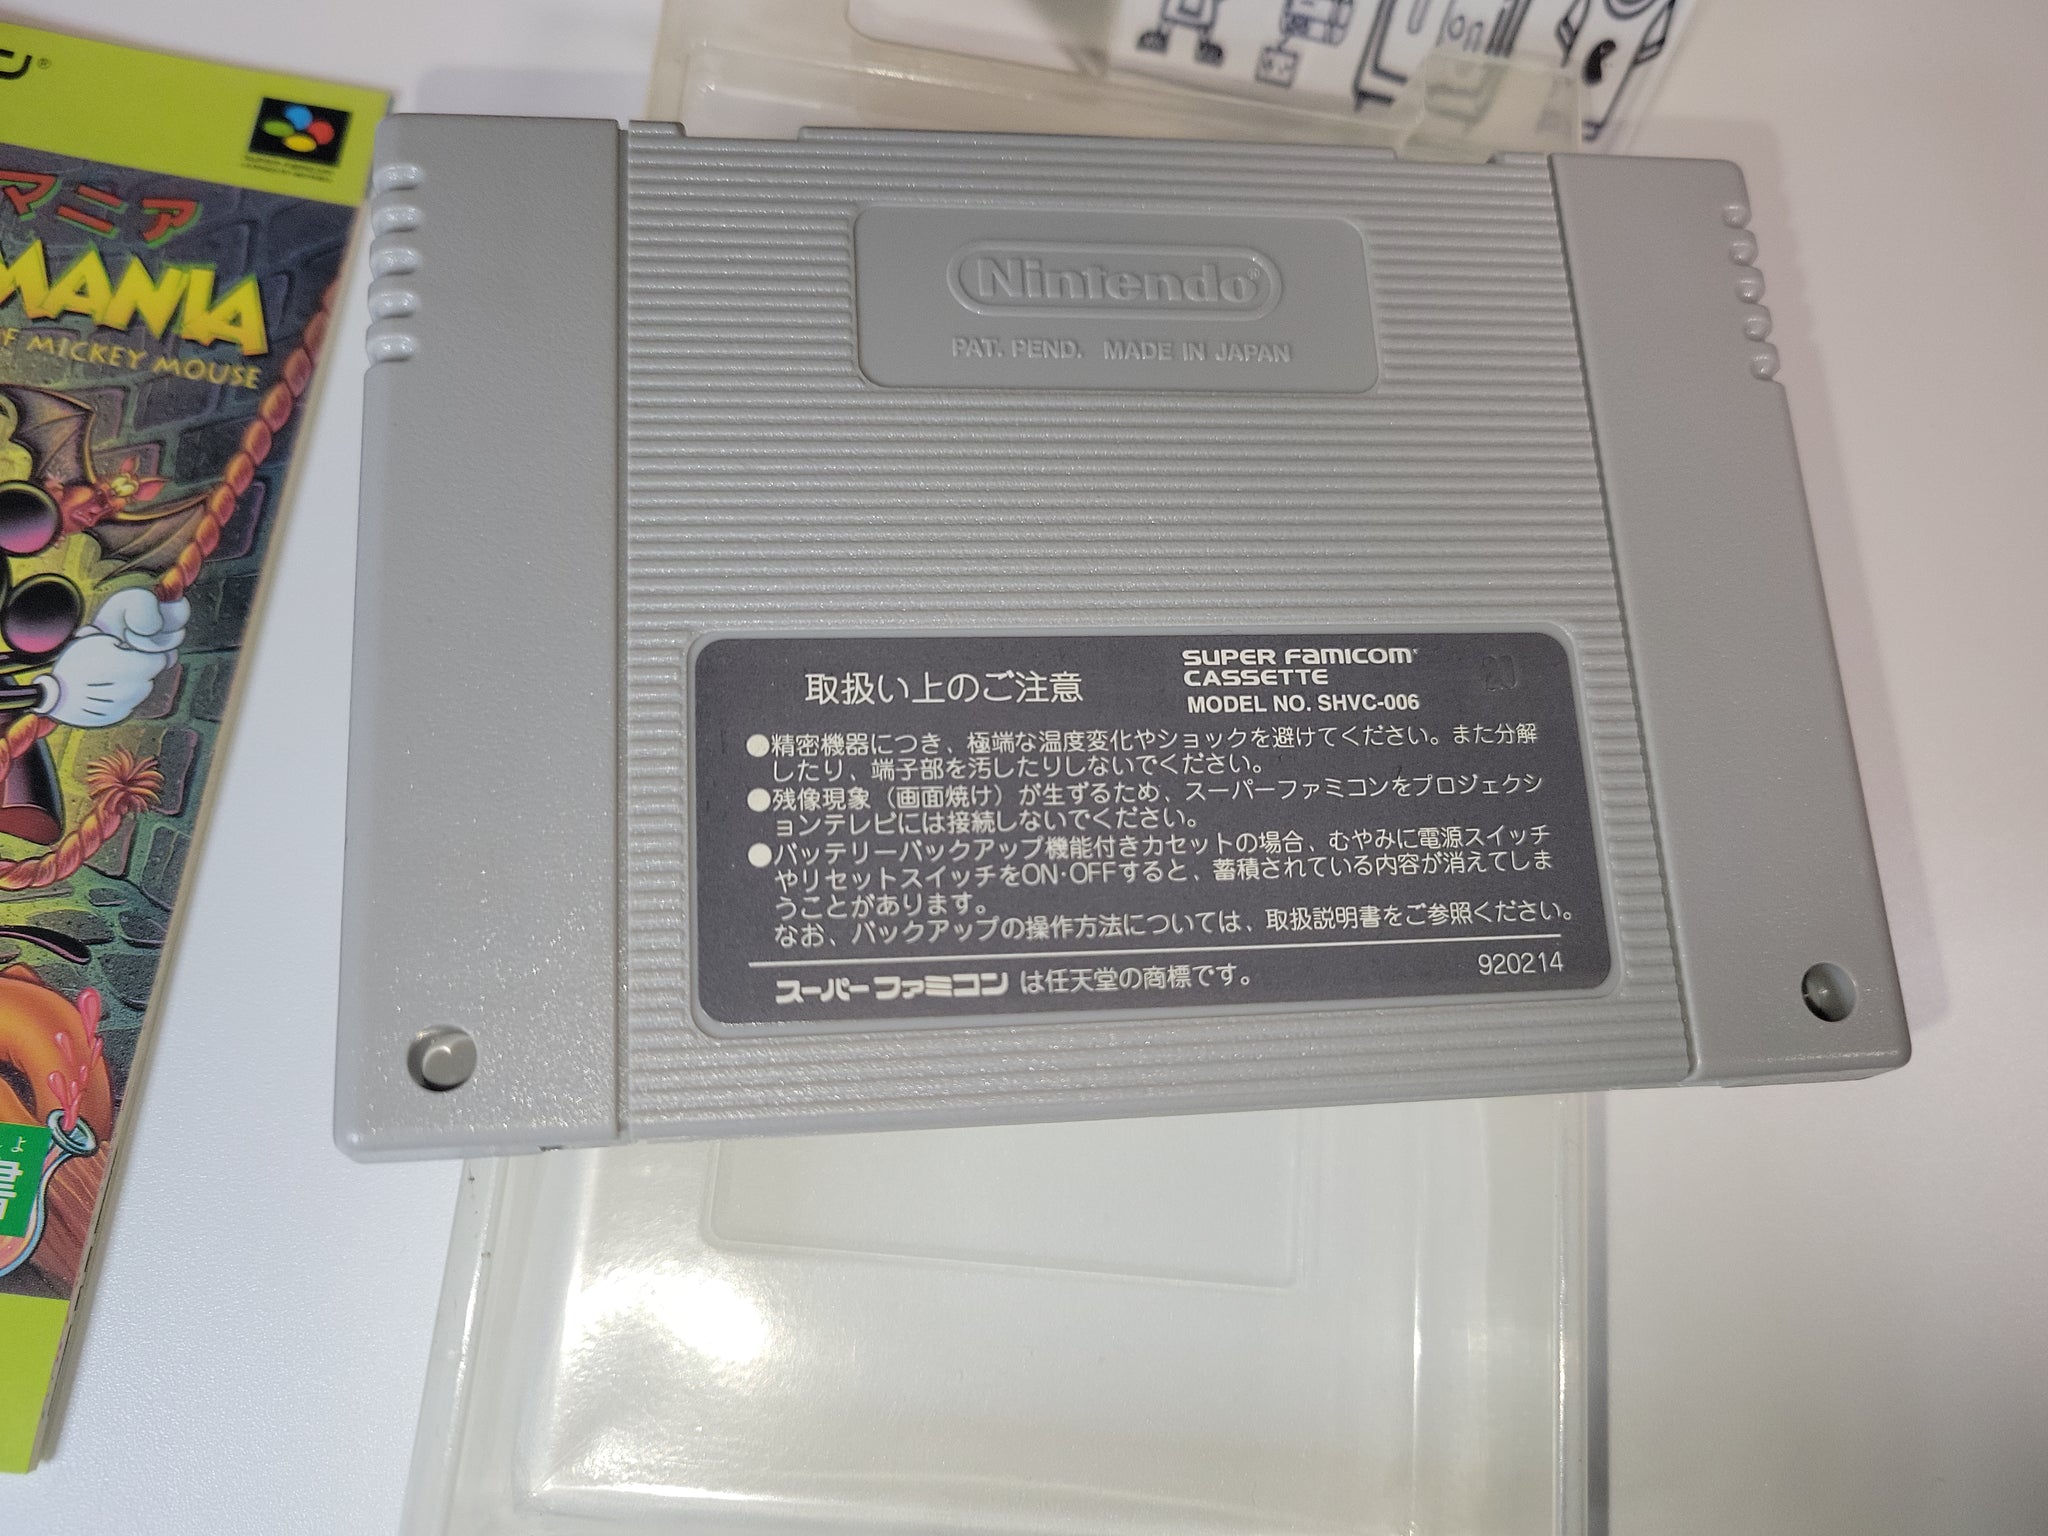 ン®
SUPER FAMICOM
マニア
MANIA
OF MICKEY MOUSE
Nintendo®
PAT. PEND. MADE IN JAPAN
取扱い上のご注意
SUPER FAMICOM
CASSETTE
MODEL NO. SHVC-006
20
●精密機器につき、極端な温度変化やショックを避けてください。また分解
したり、端子部を汚したりしないでください。
●残像現象（画面焼け）が生ずるため、スーパーファミコンをプロジェクシ
ョンテレビには接続しないでください。
●バッテリーバックアップ機能付きカセットの場合、むやみに電源スイッチ
やリセットスイッチをON·OFFすると、蓄積されている内容が消えてしま
うことがあります。
なお、バックアップの操作方法については、取扱説明書をご参照ください。
スーパーファミコンは任天堂の商標です。
920214
しょ
書